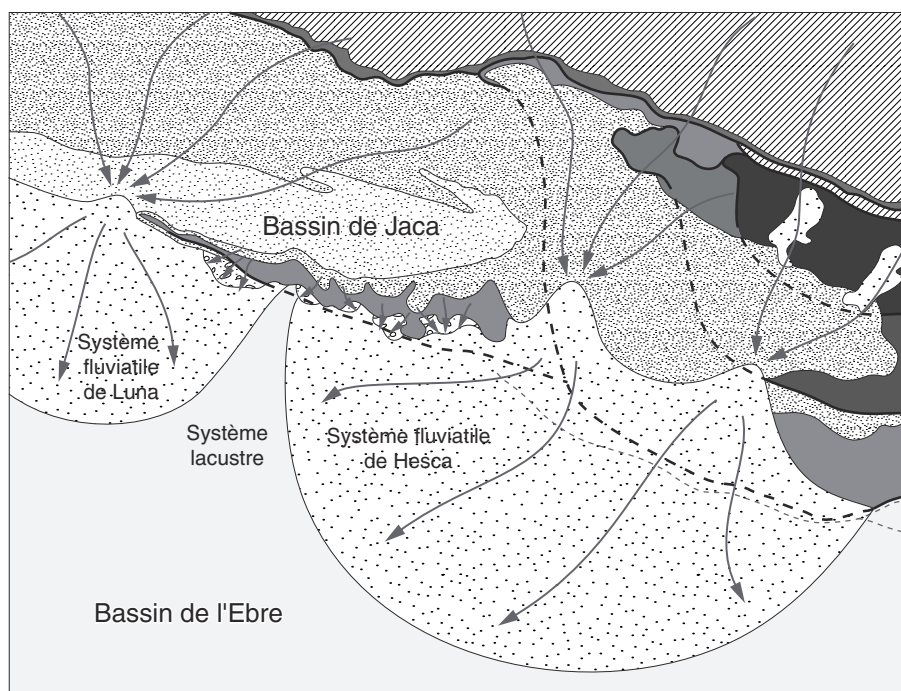 Bassin de Jaca
Système
fluviatile
de Luna
Système
lacustre
Système fluviatile
de Hesca
Bassin de l'Ebre